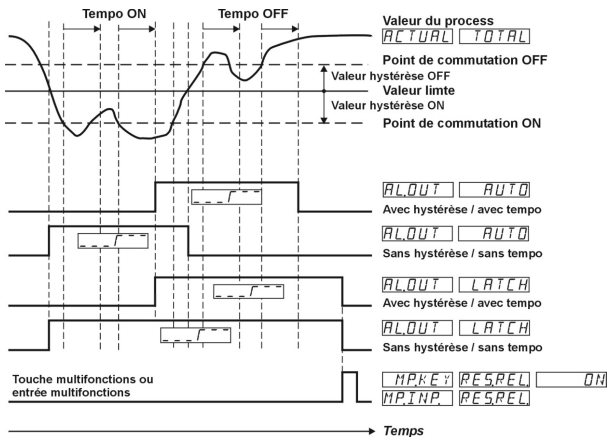 Tempo ON
Tempo OFF
Valeur du process
ACTUAL TOTAL
Point de commutation OFF
Valeur hystérèse OFF
Valeur limte
Valeur hystérèse ON
Point de commutation ON
AL.OUT AUTO
Avec hystérèse / avec tempo
AL.OUT AUTO
Sans hystérèse / sans tempo
AL.OUT LATCH
Avec hystérèse / avec tempo
AL.OUT LATCH
Sans hystérèse / sans tempo
Touche multifonctions ou
entrée multifonctions
MP.KEY RES.REL. ON
MP.INP. RES.REL.
Temps